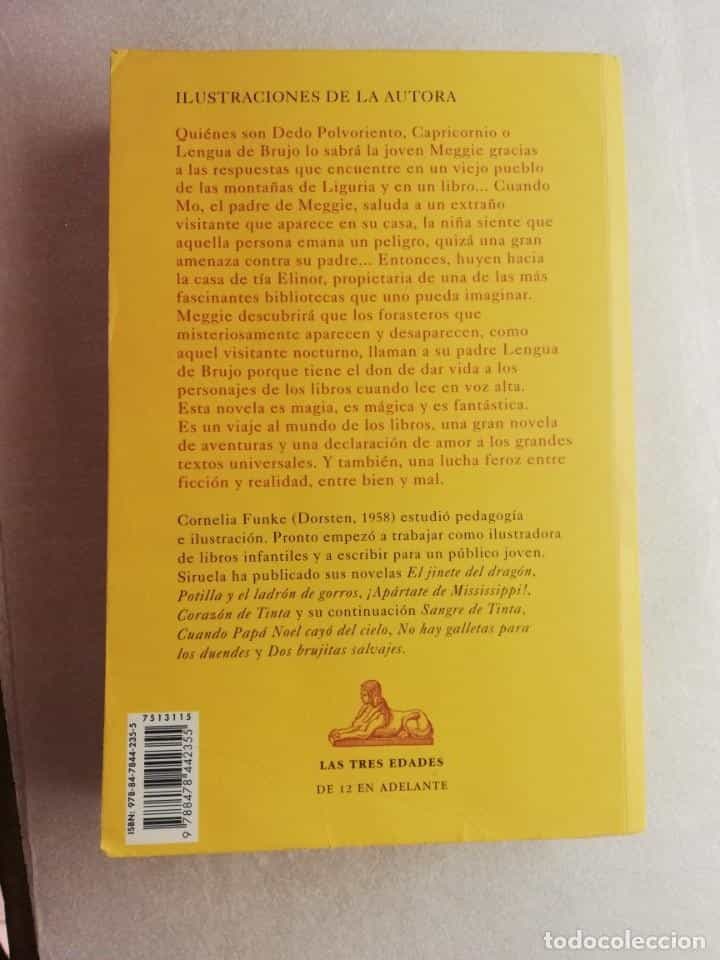 ILUSTRACIONES DE LA AUTORA
Quiénes son Dedo Polvoriento, Capricornio o
Lengua de Brujo lo sabrá la joven Meggie gracias
a las respuestas que encuentre en un viejo pueblo
de las montañas de Liguria y en un libro... Cuando
Mo, el padre de Meggie, saluda a un extraño
visitante que aparece en su casa, la niña siente que
aquella persona emana un peligro, quizá una gran
amenaza contra su padre... Entonces, huyen hacia
la casa de tía Elinor, propietaria de una de las más
fascinantes bibliotecas que uno pueda imaginar.
Meggie descubrirá que los forasteros que
misteriosamente aparecen y desaparecen, como
aquel visitante nocturno, llaman a su padre Lengua
de Brujo porque tiene el don de dar vida a los
personajes de los libros cuando lee en voz alta.
Esta novela es magia, es mágica y es fantástica.
Es un viaje al mundo de los libros, una gran novela
de aventuras y una declaración de amor a los grandes
textos universales. Y también, una lucha feroz entre
ficción y realidad, entre bien y mal.
Cornelia Funke (Dorsten, 1958) estudió pedagogía
e ilustración. Pronto empezó a trabajar como ilustradora
de libros infantiles y a escribir para un público joven.
Siruela ha publicado sus novelas El jinete del dragón,
Potilla y el ladrón de gorros, ¡Apártate de Mississippi!,
Corazón de Tinta y su continuación Sangre de Tinta,
Cuando Papá Noel cayó del cielo, No hay galletas para
los duendes y Dos brujitas salvajes.
LAS TRES EDADES
DE 12 EN ADELANTE
ISBN: 978-84-7844-235-5
7513115
9 788478 442355
todocoleccion